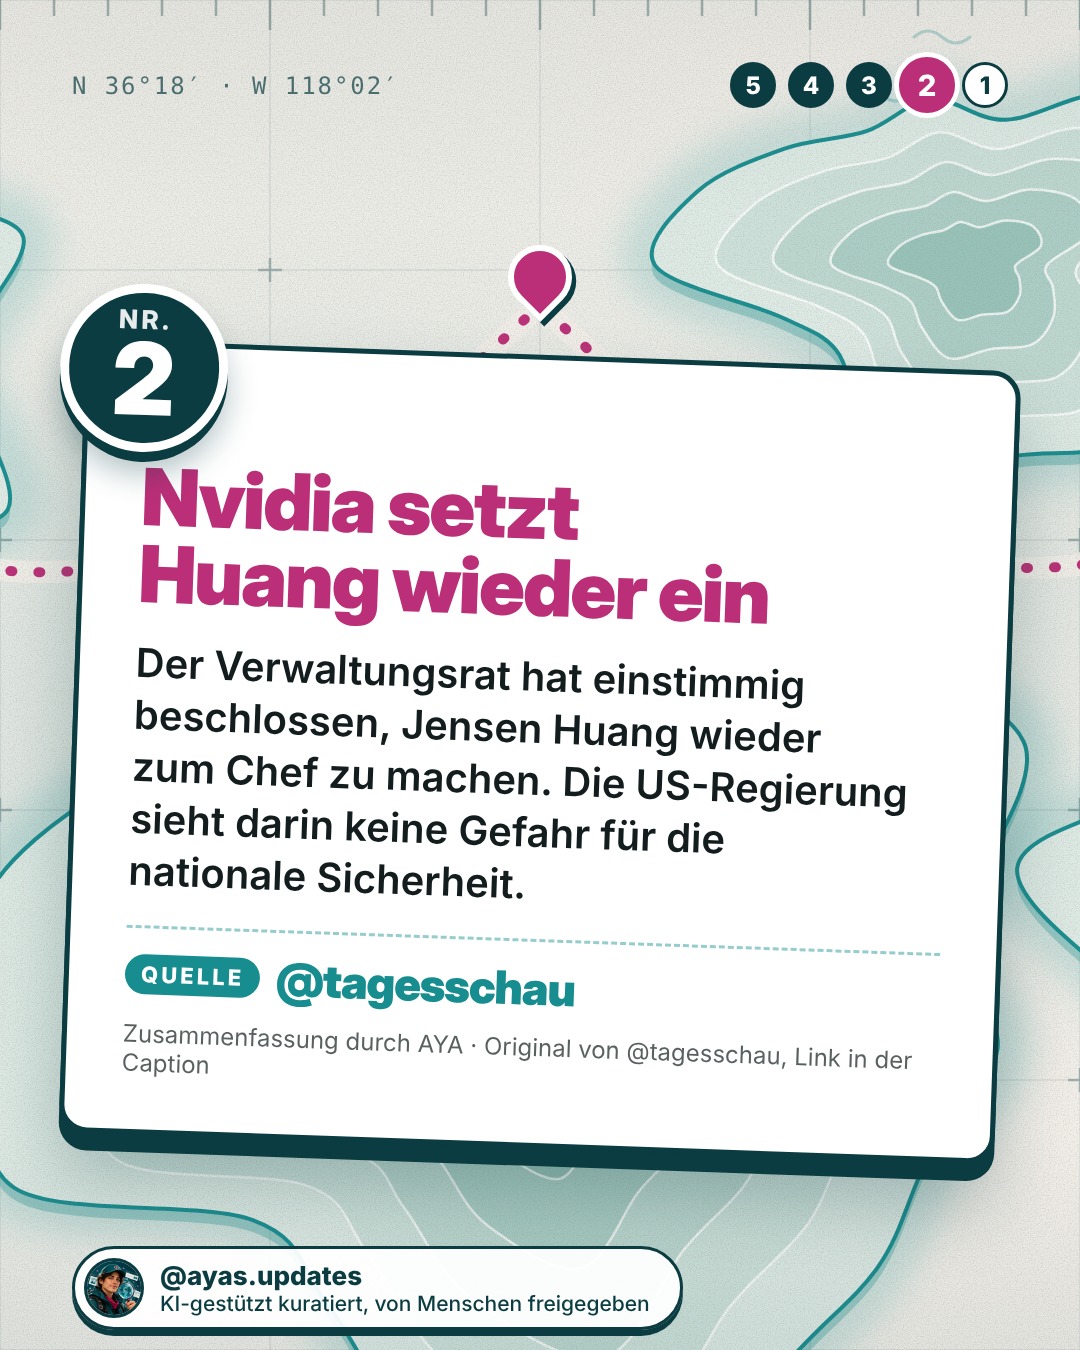 N 36°18′ · W 118°02′
5 4 3 2 1
NR.
2
Nvidia setzt
Huang wieder ein
Der Verwaltungsrat hat einstimmig
beschlossen, Jensen Huang wieder
zum Chef zu machen. Die US-Regierung
sieht darin keine Gefahr für die
nationale Sicherheit.
QUELLE @tagesschau
Zusammenfassung durch AYA · Original von @tagesschau, Link in der
Caption
@ayas.updates
KI-gestützt kuratiert, von Menschen freigegeben